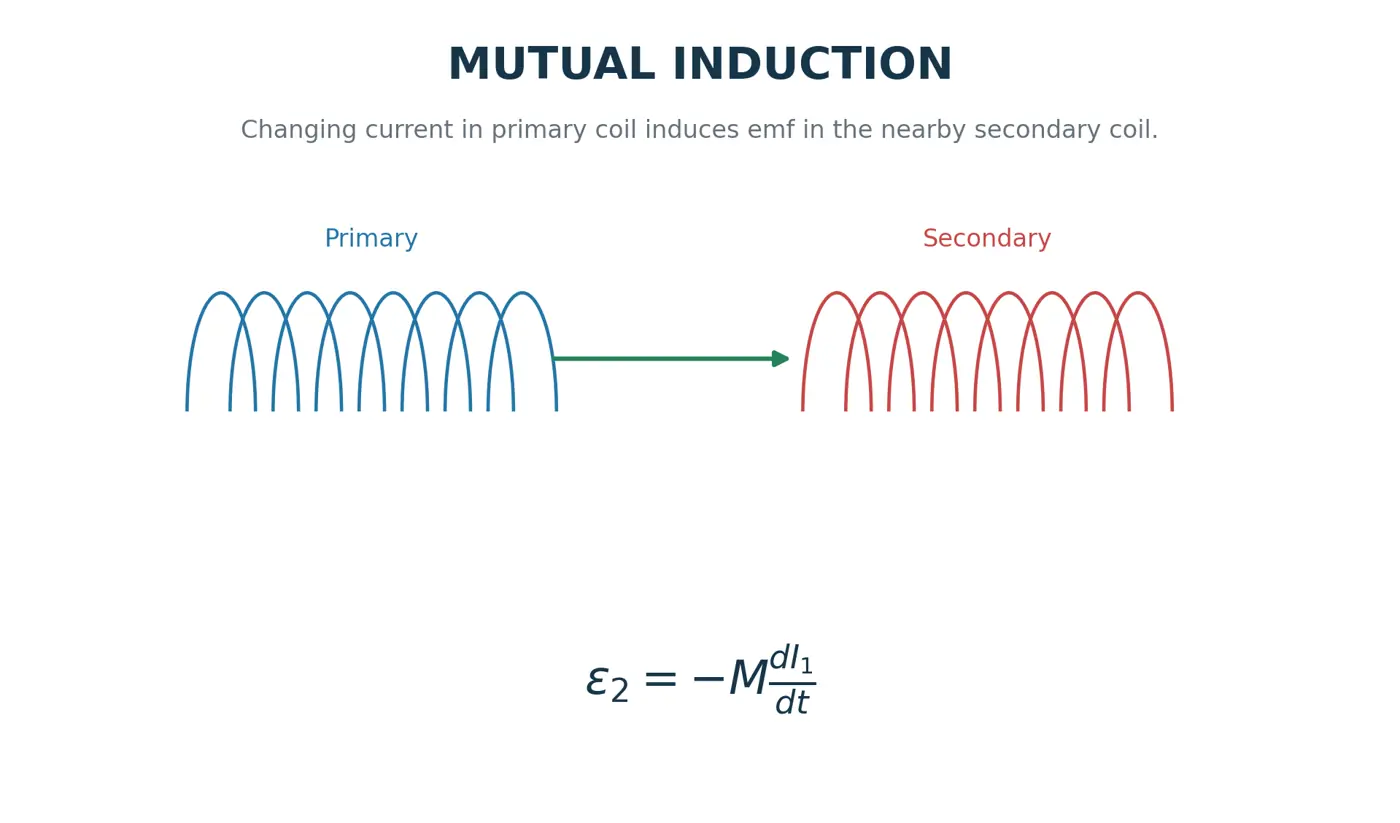 MUTUAL INDUCTION
Changing current in primary coil induces emf in the nearby secondary coil.
Primary
Secondary
ε₂ = −M dI₁/dt